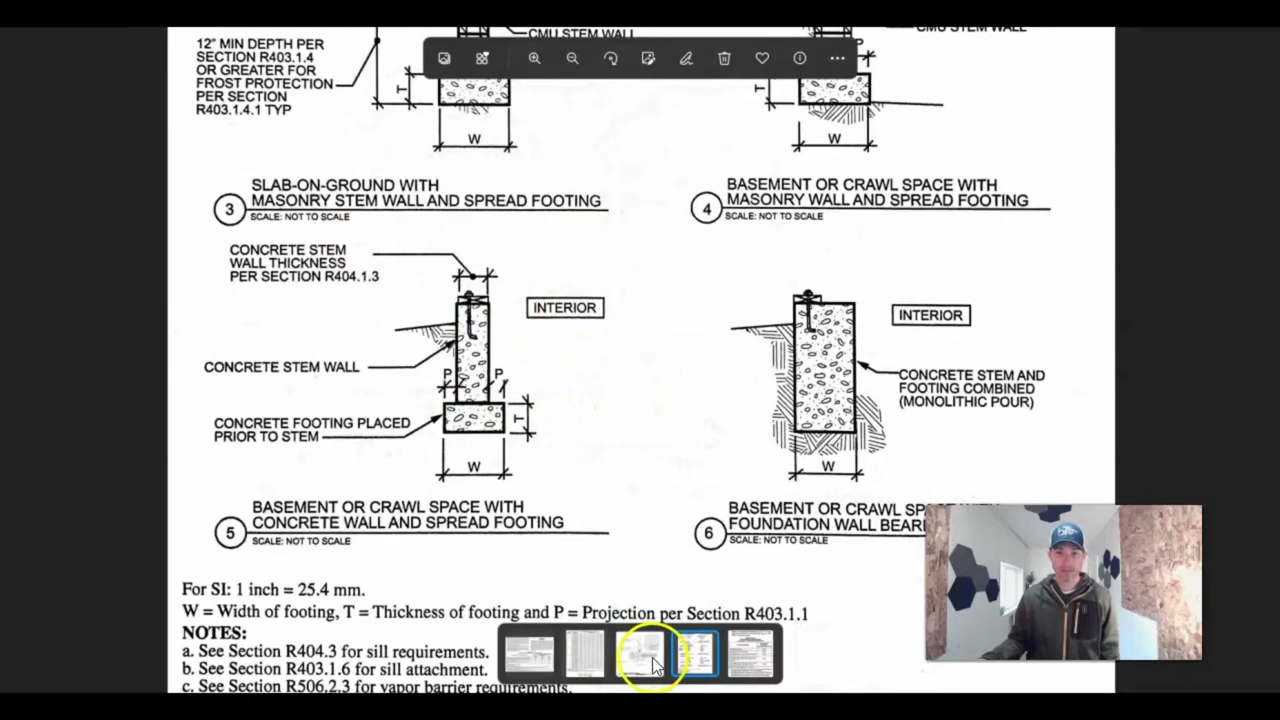 CMU STEM WALL
CMU STEM WALL
12" MIN DEPTH PER
SECTION R403.1.4
OR GREATER FOR
FROST PROTECTION
PER SECTION
R403.1.4.1 TYP
T
W
P
T
W
3
SLAB-ON-GROUND WITH
MASONRY STEM WALL AND SPREAD FOOTING
SCALE: NOT TO SCALE
4
BASEMENT OR CRAWL SPACE WITH
MASONRY WALL AND SPREAD FOOTING
SCALE: NOT TO SCALE
CONCRETE STEM
WALL THICKNESS
PER SECTION R404.1.3
INTERIOR
CONCRETE STEM WALL
P
P
CONCRETE FOOTING PLACED
PRIOR TO STEM
T
W
INTERIOR
CONCRETE STEM AND
FOOTING COMBINED
(MONOLITHIC POUR)
W
5
BASEMENT OR CRAWL SPACE WITH
CONCRETE WALL AND SPREAD FOOTING
SCALE: NOT TO SCALE
6
BASEMENT OR CRAWL
FOUNDATION WALL
SCALE: NOT TO SCALE
For SI: 1 inch = 25.4 mm.
W = Width of footing, T = Thickness of footing and P = Projection per Section R403.1.1
NOTES:
a. See Section R404.3 for sill requirements.
b. See Section R403.1.6 for sill attachment.
c. See Section R506.2.3 for vapor barrier requirements.